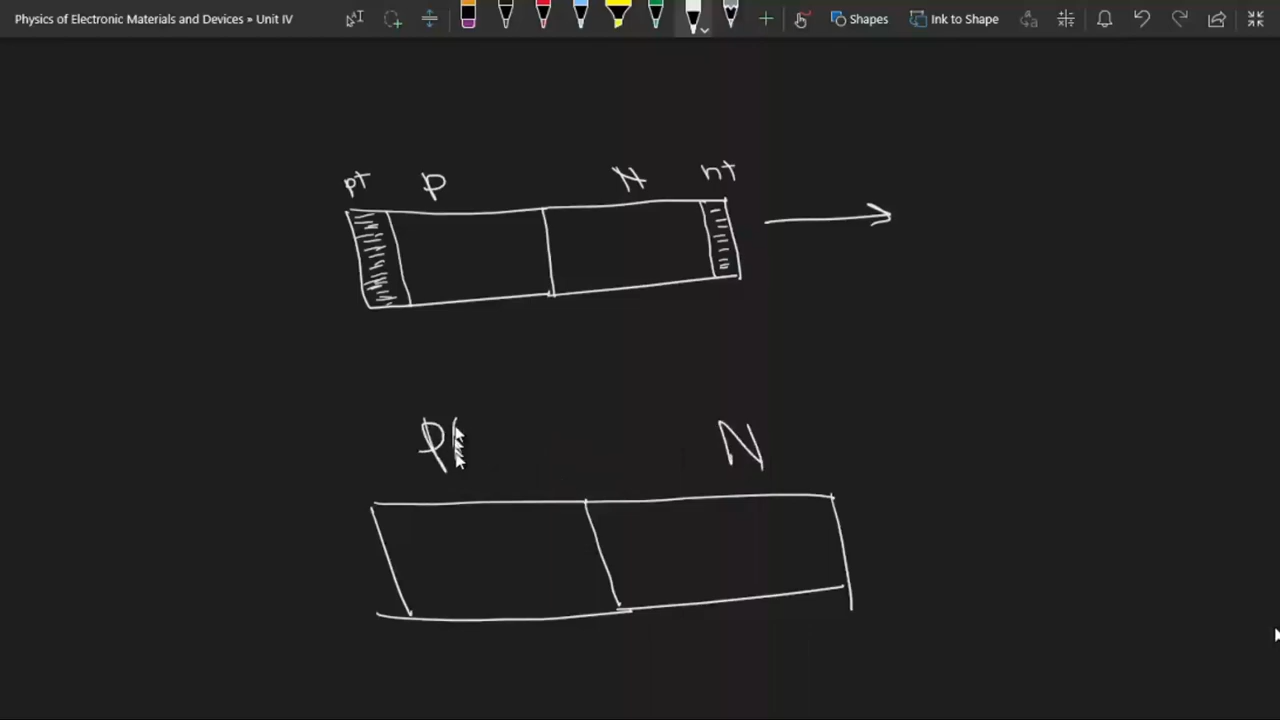 Physics of Electronic Materials and Devices » Unit IV
Shapes
Ink to Shape
p+ P N n+
P N